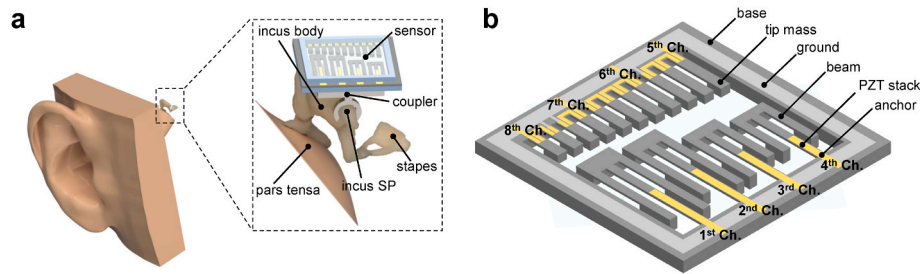 a
incus body
sensor
coupler
stapes
incus SP
pars tensa
b
base
tip mass
ground
beam
PZT stack
anchor
5th Ch.
6th Ch.
7th Ch.
8th Ch.
4th Ch.
3rd Ch.
2nd Ch.
1st Ch.